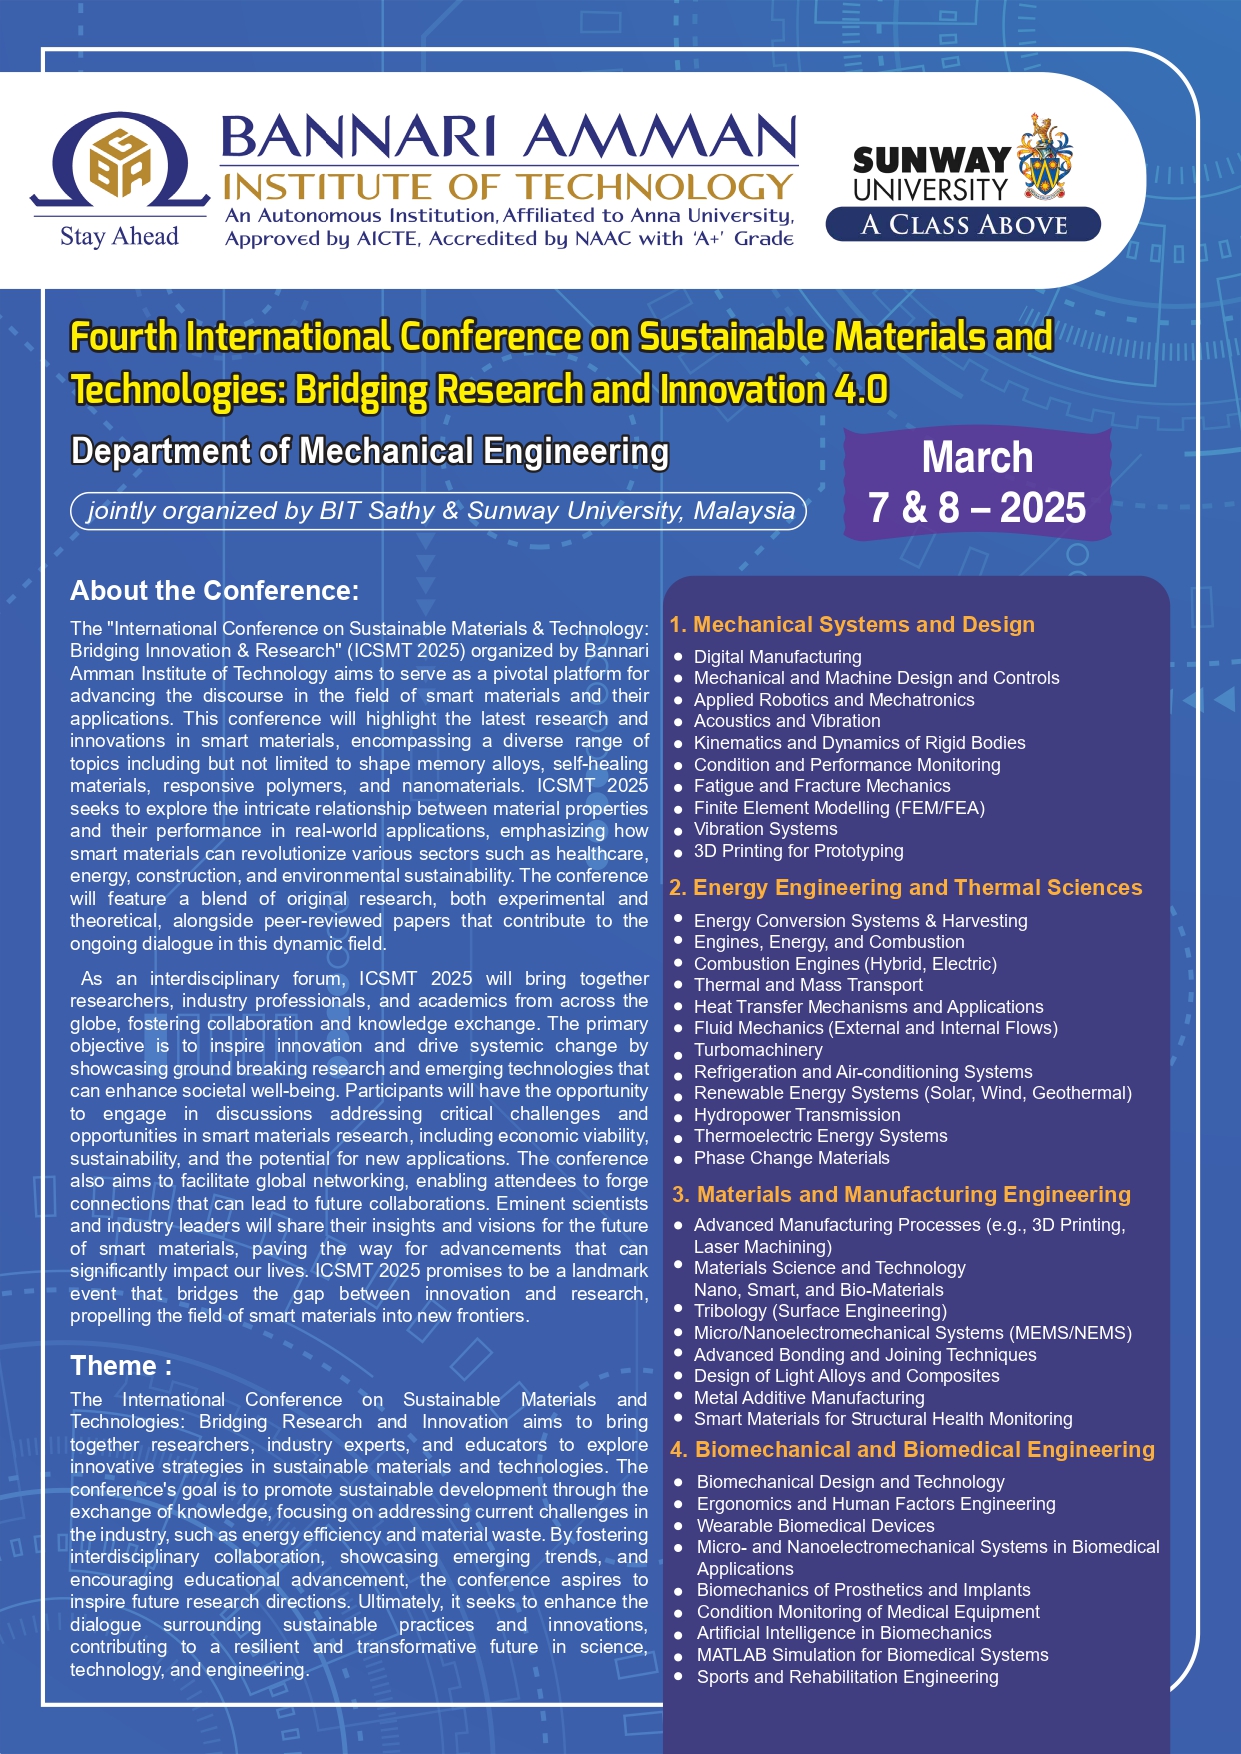 BANNARI AMMAN
INSTITUTE OF TECHNOLOGY
An Autonomous Institution, Affiliated to Anna University,
Approved by AICTE, Accredited by NAAC with ‘A+’ Grade
GBA
Stay Ahead
SUNWAY
UNIVERSITY
A CLASS ABOVE
Fourth International Conference on Sustainable Materials and
Technologies: Bridging Research and Innovation 4.0
Department of Mechanical Engineering
jointly organized by BIT Sathy & Sunway University, Malaysia
March
7 & 8 – 2025
About the Conference:
The "International Conference on Sustainable Materials & Technology:
Bridging Innovation & Research" (ICSMT 2025) organized by Bannari
Amman Institute of Technology aims to serve as a pivotal platform for
advancing the discourse in the field of smart materials and their
applications. This conference will highlight the latest research and
innovations in smart materials, encompassing a diverse range of
topics including but not limited to shape memory alloys, self-healing
materials, responsive polymers, and nanomaterials. ICSMT 2025
seeks to explore the intricate relationship between material properties
and their performance in real-world applications, emphasizing how
smart materials can revolutionize various sectors such as healthcare,
energy, construction, and environmental sustainability. The conference
will feature a blend of original research, both experimental and
theoretical, alongside peer-reviewed papers that contribute to the
ongoing dialogue in this dynamic field.
As an interdisciplinary forum, ICSMT 2025 will bring together
researchers, industry professionals, and academics from across the
globe, fostering collaboration and knowledge exchange. The primary
objective is to inspire innovation and drive systemic change by
showcasing ground breaking research and emerging technologies that
can enhance societal well-being. Participants will have the opportunity
to engage in discussions addressing critical challenges and
opportunities in smart materials research, including economic viability,
sustainability, and the potential for new applications. The conference
also aims to facilitate global networking, enabling attendees to forge
connections that can lead to future collaborations. Eminent scientists
and industry leaders will share their insights and visions for the future
of smart materials, paving the way for advancements that can
significantly impact our lives. ICSMT 2025 promises to be a landmark
event that bridges the gap between innovation and research,
propelling the field of smart materials into new frontiers.
Theme :
The International Conference on Sustainable Materials and
Technologies: Bridging Research and Innovation aims to bring
together researchers, industry experts, and educators to explore
innovative strategies in sustainable materials and technologies. The
conference's goal is to promote sustainable development through the
exchange of knowledge, focusing on addressing current challenges in
the industry, such as energy efficiency and material waste. By fostering
interdisciplinary collaboration, showcasing emerging trends, and
encouraging educational advancement, the conference aspires to
inspire future research directions. Ultimately, it seeks to enhance the
dialogue surrounding sustainable practices and innovations,
contributing to a resilient and transformative future in science,
technology, and engineering.
1. Mechanical Systems and Design
• Digital Manufacturing
• Mechanical and Machine Design and Controls
• Applied Robotics and Mechatronics
• Acoustics and Vibration
• Kinematics and Dynamics of Rigid Bodies
• Condition and Performance Monitoring
• Fatigue and Fracture Mechanics
• Finite Element Modelling (FEM/FEA)
• Vibration Systems
• 3D Printing for Prototyping
2. Energy Engineering and Thermal Sciences
• Energy Conversion Systems & Harvesting
• Engines, Energy, and Combustion
• Combustion Engines (Hybrid, Electric)
• Thermal and Mass Transport
• Heat Transfer Mechanisms and Applications
• Fluid Mechanics (External and Internal Flows)
• Turbomachinery
• Refrigeration and Air-conditioning Systems
• Renewable Energy Systems (Solar, Wind, Geothermal)
• Hydropower Transmission
• Thermoelectric Energy Systems
• Phase Change Materials
3. Materials and Manufacturing Engineering
• Advanced Manufacturing Processes (e.g., 3D Printing,
Laser Machining)
• Materials Science and Technology
Nano, Smart, and Bio-Materials
• Tribology (Surface Engineering)
• Micro/Nanoelectromechanical Systems (MEMS/NEMS)
• Advanced Bonding and Joining Techniques
• Design of Light Alloys and Composites
• Metal Additive Manufacturing
• Smart Materials for Structural Health Monitoring
4. Biomechanical and Biomedical Engineering
• Biomechanical Design and Technology
• Ergonomics and Human Factors Engineering
• Wearable Biomedical Devices
• Micro- and Nanoelectromechanical Systems in Biomedical
Applications
• Biomechanics of Prosthetics and Implants
• Condition Monitoring of Medical Equipment
• Artificial Intelligence in Biomechanics
• MATLAB Simulation for Biomedical Systems
• Sports and Rehabilitation Engineering